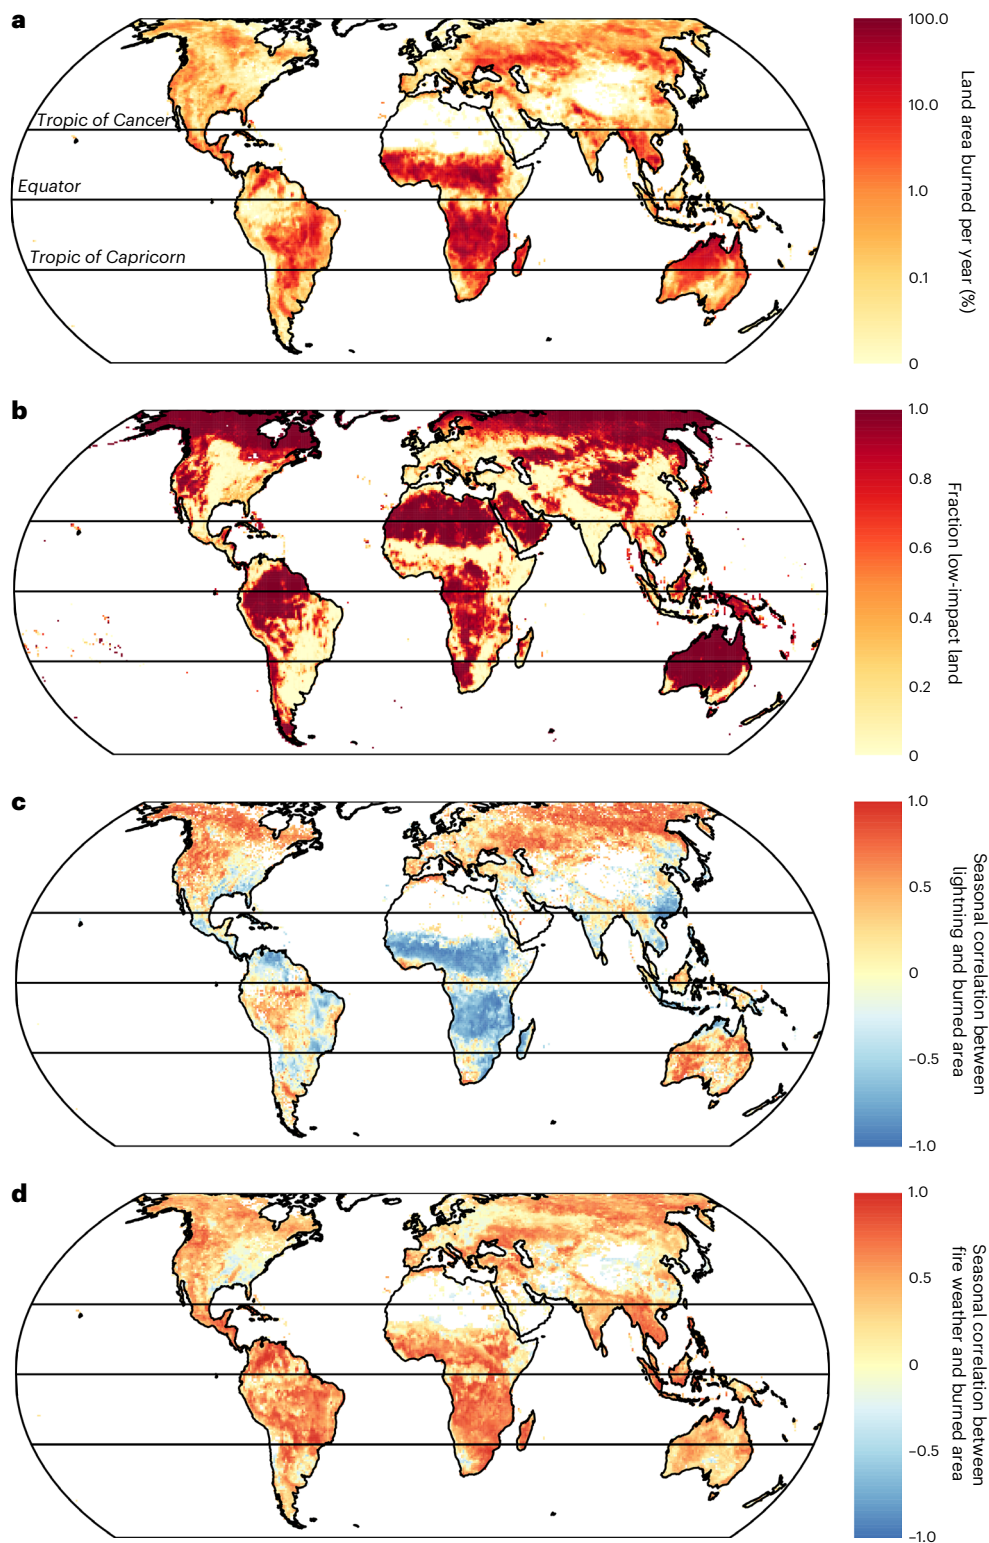 a
Tropic of Cancer
Equator
Tropic of Capricorn
100.0
10.0
1.0
0.1
0
Land area burned per year (%)
b
1.0
0.8
0.6
0.4
0.2
0
Fraction low-impact land
c
1.0
0.5
0
–0.5
–1.0
Seasonal correlation between
lightning and burned area
d
1.0
0.5
0
–0.5
–1.0
Seasonal correlation between
fire weather and burned area